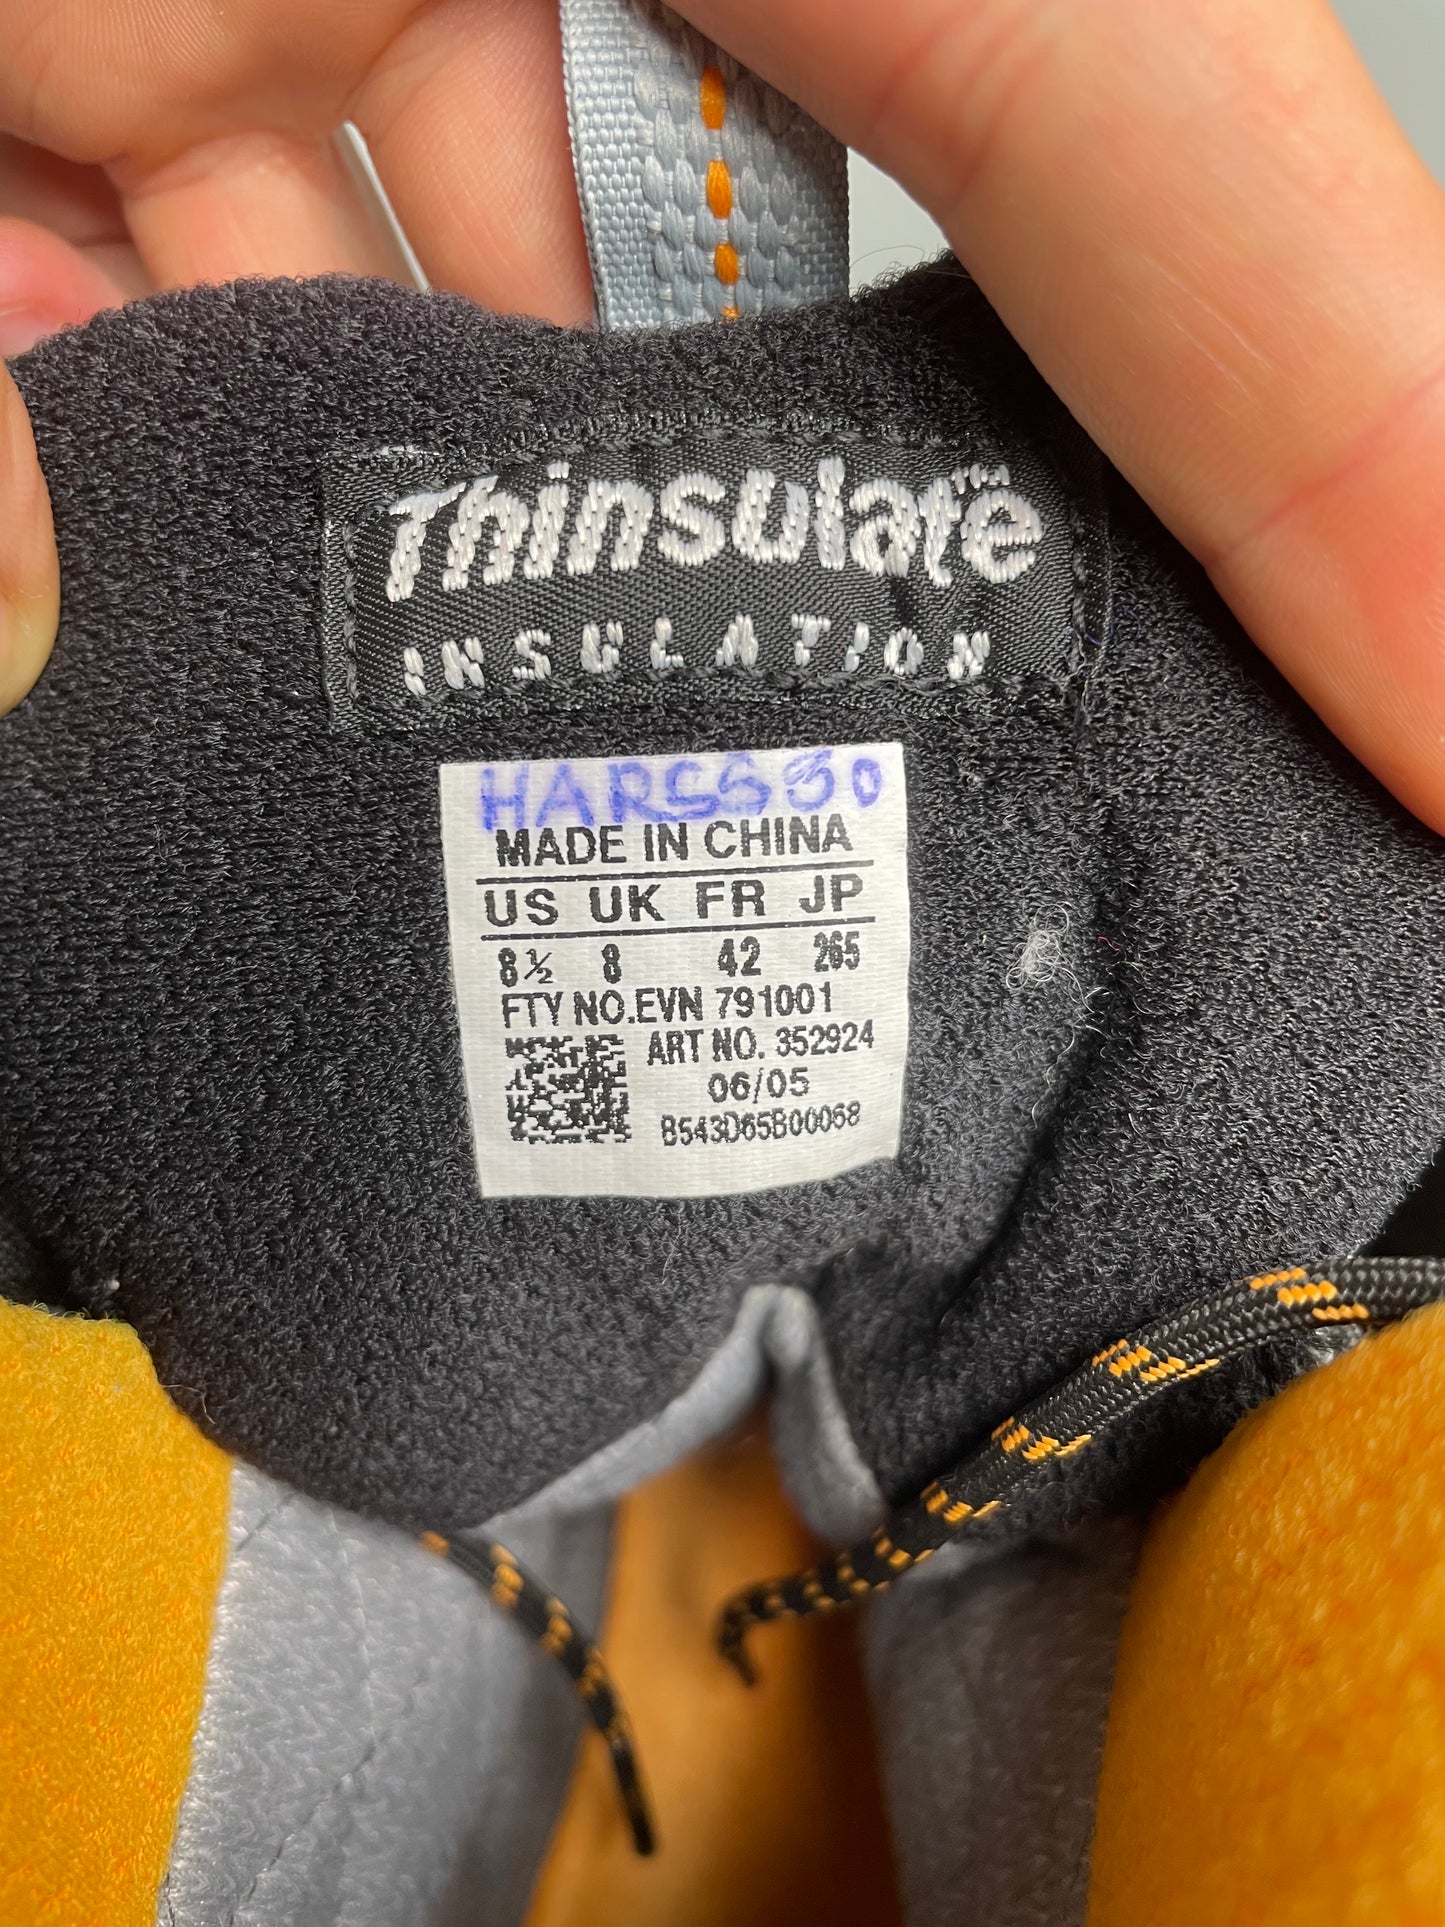 Thinsulate™
INSULATION
HARSS30
MADE IN CHINA
US UK FR JP
8½ 8 42 265
FTY NO.EVN 791001
ART NO. 352924
06/05
B543D65B00068